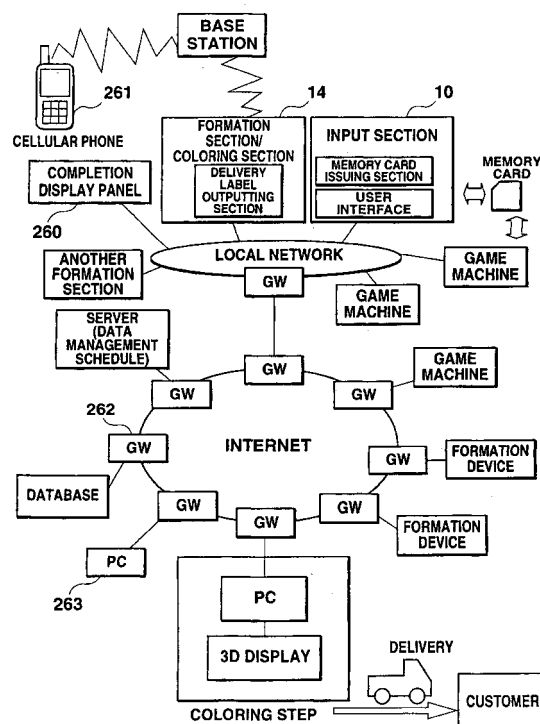 BASE
STATION
261
CELLULAR PHONE
14
10
FORMATION
SECTION/
COLORING SECTION
DELIVERY
LABEL
OUTPUTTING
SECTION
INPUT SECTION
MEMORY CARD
ISSUING SECTION
USER
INTERFACE
MEMORY
CARD
COMPLETION
DISPLAY PANEL
260
LOCAL NETWORK
GW
ANOTHER
FORMATION
SECTION
GAME
MACHINE
GAME
MACHINE
SERVER
(DATA
MANAGEMENT
SCHEDULE)
GW
GW
GW
GAME
MACHINE
262
GW
INTERNET
GW
FORMATION
DEVICE
DATABASE
GW
GW
GW
FORMATION
DEVICE
PC
263
PC
3D DISPLAY
COLORING STEP
DELIVERY
CUSTOMER